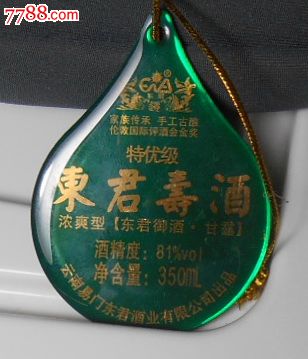 7788.com
家族传承 手工古酿
伦敦国际评酒会金奖
特优级
東君壽酒
浓爽型【东君御酒·甘露】
酒精度：81%vol
净含量：350mL
云南易门东君酒业有限公司出品